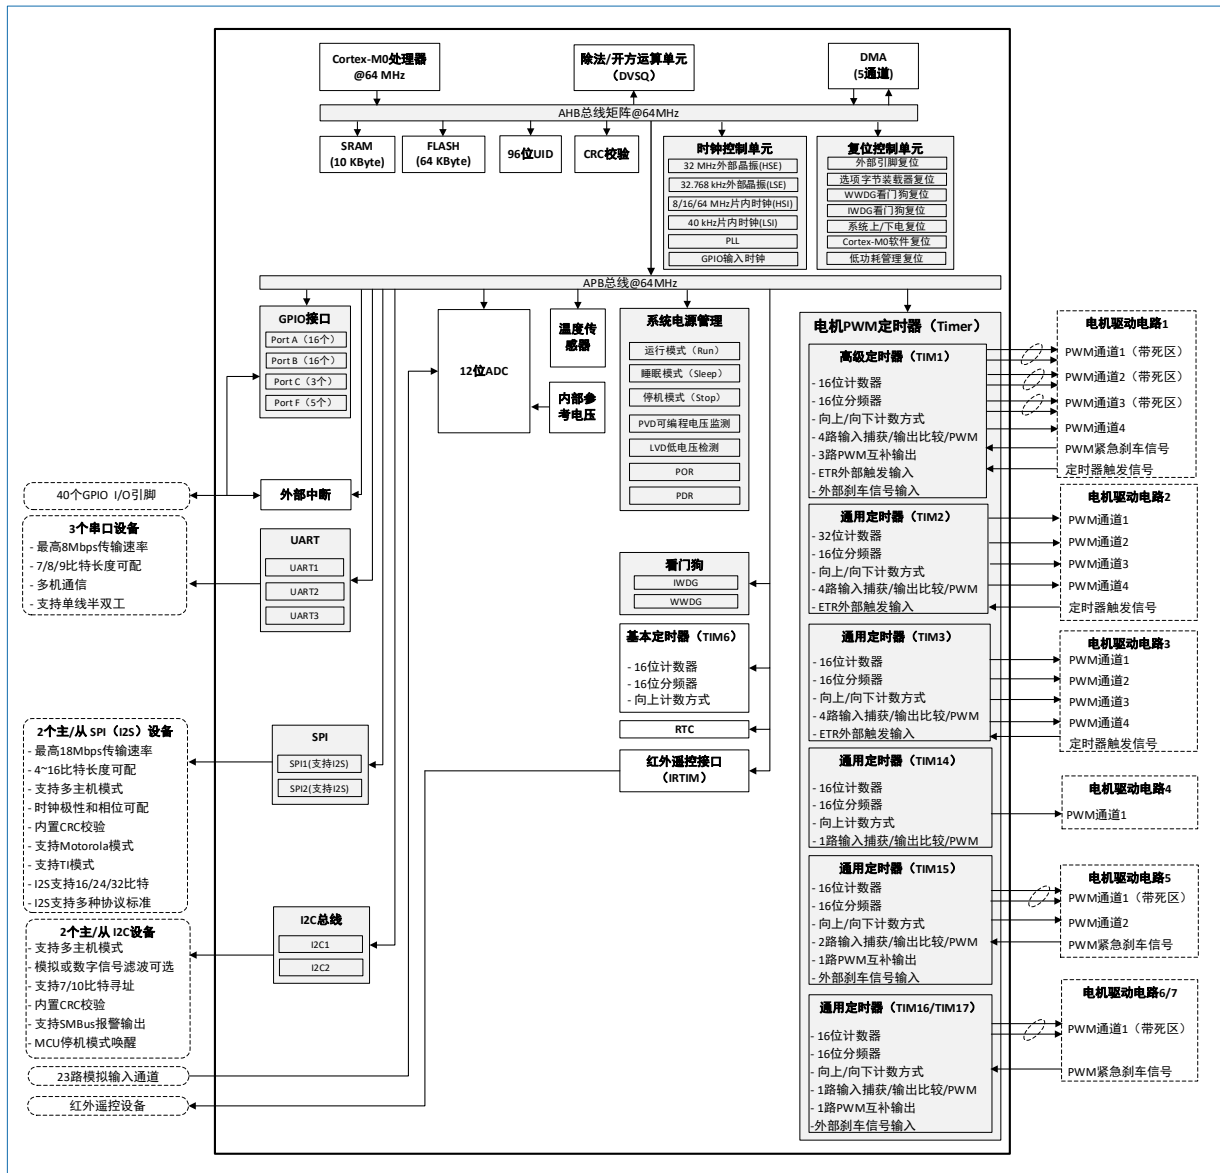 Cortex-M0处理器
@64 MHz
除法/开方运算单元
（DVSQ）
DMA
(5通道)
AHB总线矩阵@64MHz
SRAM
(10 KByte)
FLASH
(64 KByte)
96位UID
CRC校验
时钟控制单元
32 MHz外部晶振(HSE)
32.768 kHz外部晶振(LSE)
8/16/64 MHz片内时钟(HSI)
40 kHz片内时钟(LSI)
PLL
GPIO输入时钟
复位控制单元
外部引脚复位
选项字节装载器复位
WWDG看门狗复位
IWDG看门狗复位
系统上/下电复位
Cortex-M0软件复位
低功耗管理复位
APB总线@64MHz
GPIO接口
Port A（16个）
Port B（16个）
Port C（3个）
Port F（5个）
12位ADC
温度传
感器
内部参
考电压
系统电源管理
运行模式（Run）
睡眠模式（Sleep）
停机模式（Stop）
PVD可编程电压监测
LVD低电压检测
POR
PDR
电机PWM定时器（Timer）
高级定时器（TIM1）
- 16位计数器
- 16位分频器
- 向上/向下计数方式
- 4路输入捕获/输出比较/PWM
- 3路PWM互补输出
- ETR外部触发输入
- 外部刹车信号输入
电机驱动电路1
PWM通道1（带死区）
PWM通道2（带死区）
PWM通道3（带死区）
PWM通道4
PWM紧急刹车信号
定时器触发信号
40个GPIO I/O引脚
外部中断
3个串口设备
- 最高8Mbps传输速率
- 7/8/9比特长度可配
- 多机通信
- 支持单线半双工
UART
UART1
UART2
UART3
看门狗
IWDG
WWDG
通用定时器（TIM2）
- 32位计数器
- 16位分频器
- 向上/向下计数方式
- 4路输入捕获/输出比较/PWM
- ETR外部触发输入
电机驱动电路2
PWM通道1
PWM通道2
PWM通道3
PWM通道4
定时器触发信号
基本定时器（TIM6）
- 16位计数器
- 16位分频器
- 向上计数方式
通用定时器（TIM3）
- 16位计数器
- 16位分频器
- 向上/向下计数方式
- 4路输入捕获/输出比较/PWM
- ETR外部触发输入
电机驱动电路3
PWM通道1
PWM通道2
PWM通道3
PWM通道4
定时器触发信号
2个主/从 SPI（I2S）设备
- 最高18Mbps传输速率
- 4~16比特长度可配
- 支持多主机模式
- 时钟极性和相位可配
- 内置CRC校验
- 支持Motorola模式
- 支持TI模式
- I2S支持16/24/32比特
- I2S支持多种协议标准
SPI
SPI1(支持I2S)
SPI2(支持I2S)
RTC
红外遥控接口
（IRTIM）
通用定时器（TIM14）
- 16位计数器
- 16位分频器
- 向上计数方式
- 1路输入捕获/输出比较/PWM
电机驱动电路4
PWM通道1
通用定时器（TIM15）
- 16位计数器
- 16位分频器
- 向上/向下计数方式
- 2路输入捕获/输出比较/PWM
- 1路PWM互补输出
- 外部刹车信号输入
电机驱动电路5
PWM通道1（带死区）
PWM通道2
PWM紧急刹车信号
2个主/从 I2C设备
- 支持多主机模式
- 模拟或数字信号滤波可选
- 支持7/10比特寻址
- 内置CRC校验
- 支持SMBus报警输出
- MCU停机模式唤醒
I2C总线
I2C1
I2C2
通用定时器（TIM16/TIM17）
- 16位计数器
- 16位分频器
- 向上/向下计数方式
- 1路输入捕获/输出比较/PWM
- 1路PWM互补输出
-外部刹车信号输入
电机驱动电路6/7
PWM通道1（带死区）
PWM紧急刹车信号
23路模拟输入通道
红外遥控设备